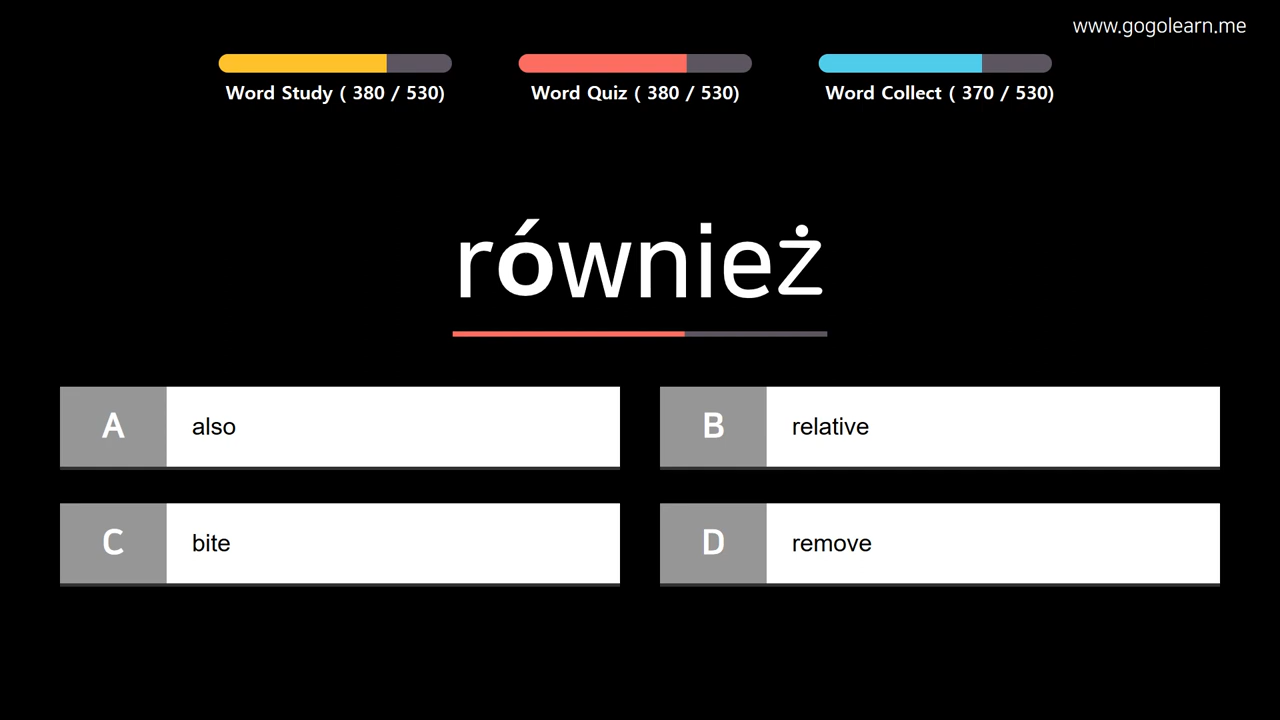 www.gogolearn.me
Word Study ( 380 / 530)
Word Quiz ( 380 / 530)
Word Collect ( 370 / 530)
również
A also
B relative
C bite
D remove